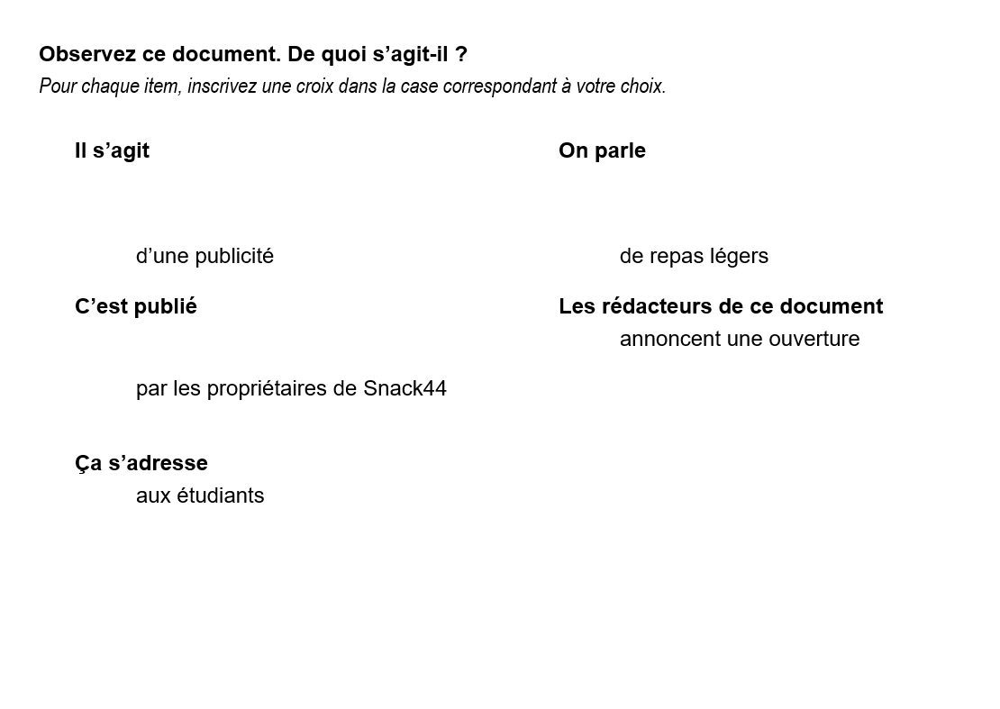 Observez ce document. De quoi s’agit-il ?
Pour chaque item, inscrivez une croix dans la case correspondant à votre choix.
Il s’agit
d’une publicité
C’est publié
par les propriétaires de Snack44
Ça s’adresse
aux étudiants
On parle
de repas légers
Les rédacteurs de ce document
annoncent une ouverture